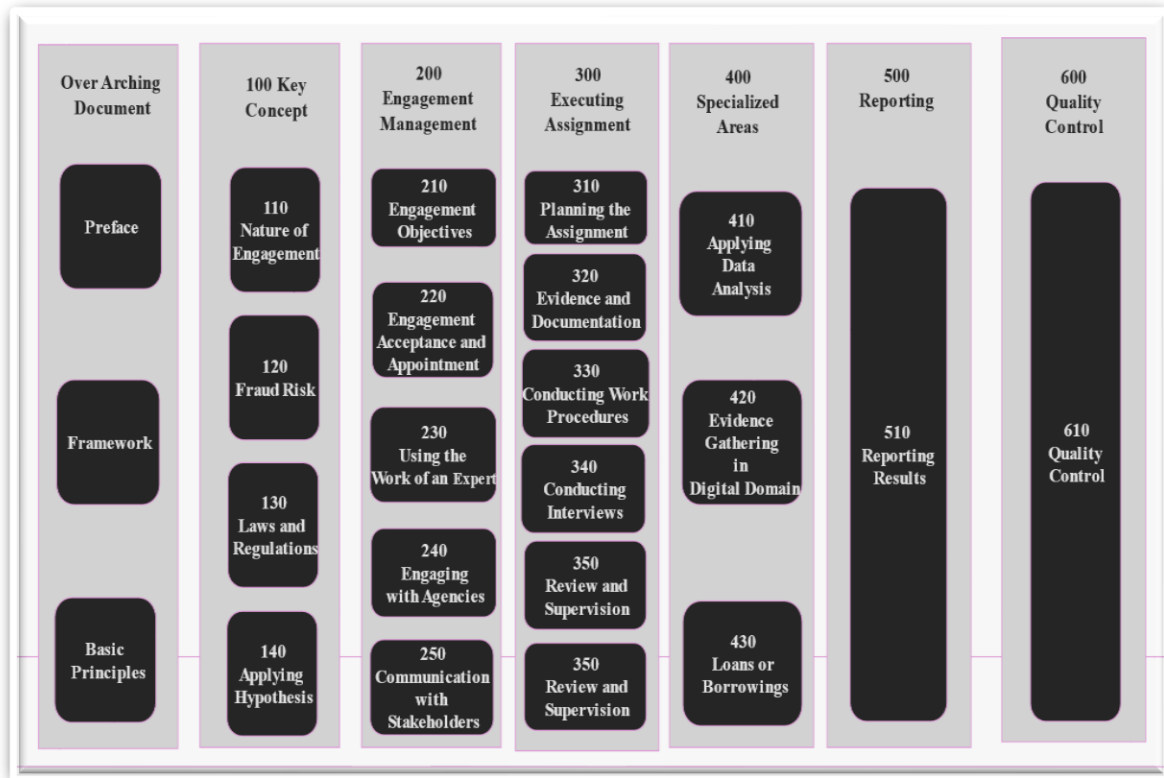 Over Arching
Document
Preface
Framework
Basic
Principles
100 Key
Concept
110
Nature of
Engagement
120
Fraud Risk
130
Laws and
Regulations
140
Applying
Hypothesis
200
Engagement
Management
210
Engagement
Objectives
220
Engagement
Acceptance and
Appointment
230
Using the
Work of an Expert
240
Engaging
with Agencies
250
Communication
with
Stakeholders
300
Executing
Assignment
310
Planning the
Assignment
320
Evidence and
Documentation
330
Conducting Work
Procedures
340
Conducting
Interviews
350
Review and
Supervision
350
Review and
Supervision
400
Specialized
Areas
410
Applying
Data
Analysis
420
Evidence
Gathering
in
Digital Domain
430
Loans or
Borrowings
500
Reporting
510
Reporting
Results
600
Quality
Control
610
Quality
Control